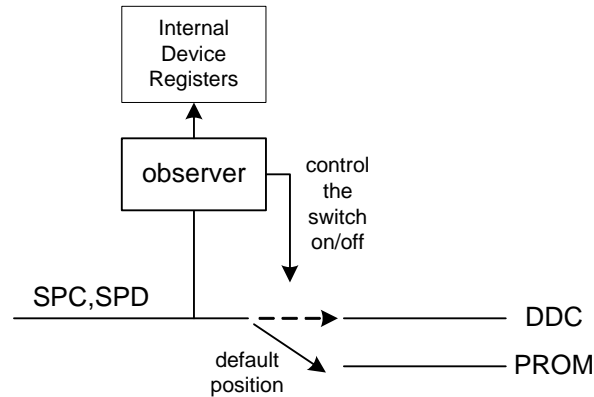 Internal
Device
Registers
observer
control
the
switch
on/off
SPC,SPD
DDC
default
position
PROM